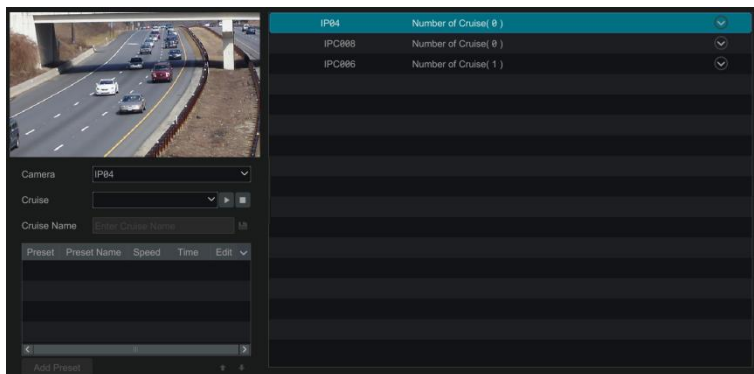 Camera IP04
Cruise
Cruise Name Enter Cruise Name
Preset Preset Name Speed Time Edit
Add Preset
IP04 Number of Cruise( 0 )
IPC008 Number of Cruise( 0 )
IPC006 Number of Cruise( 1 )